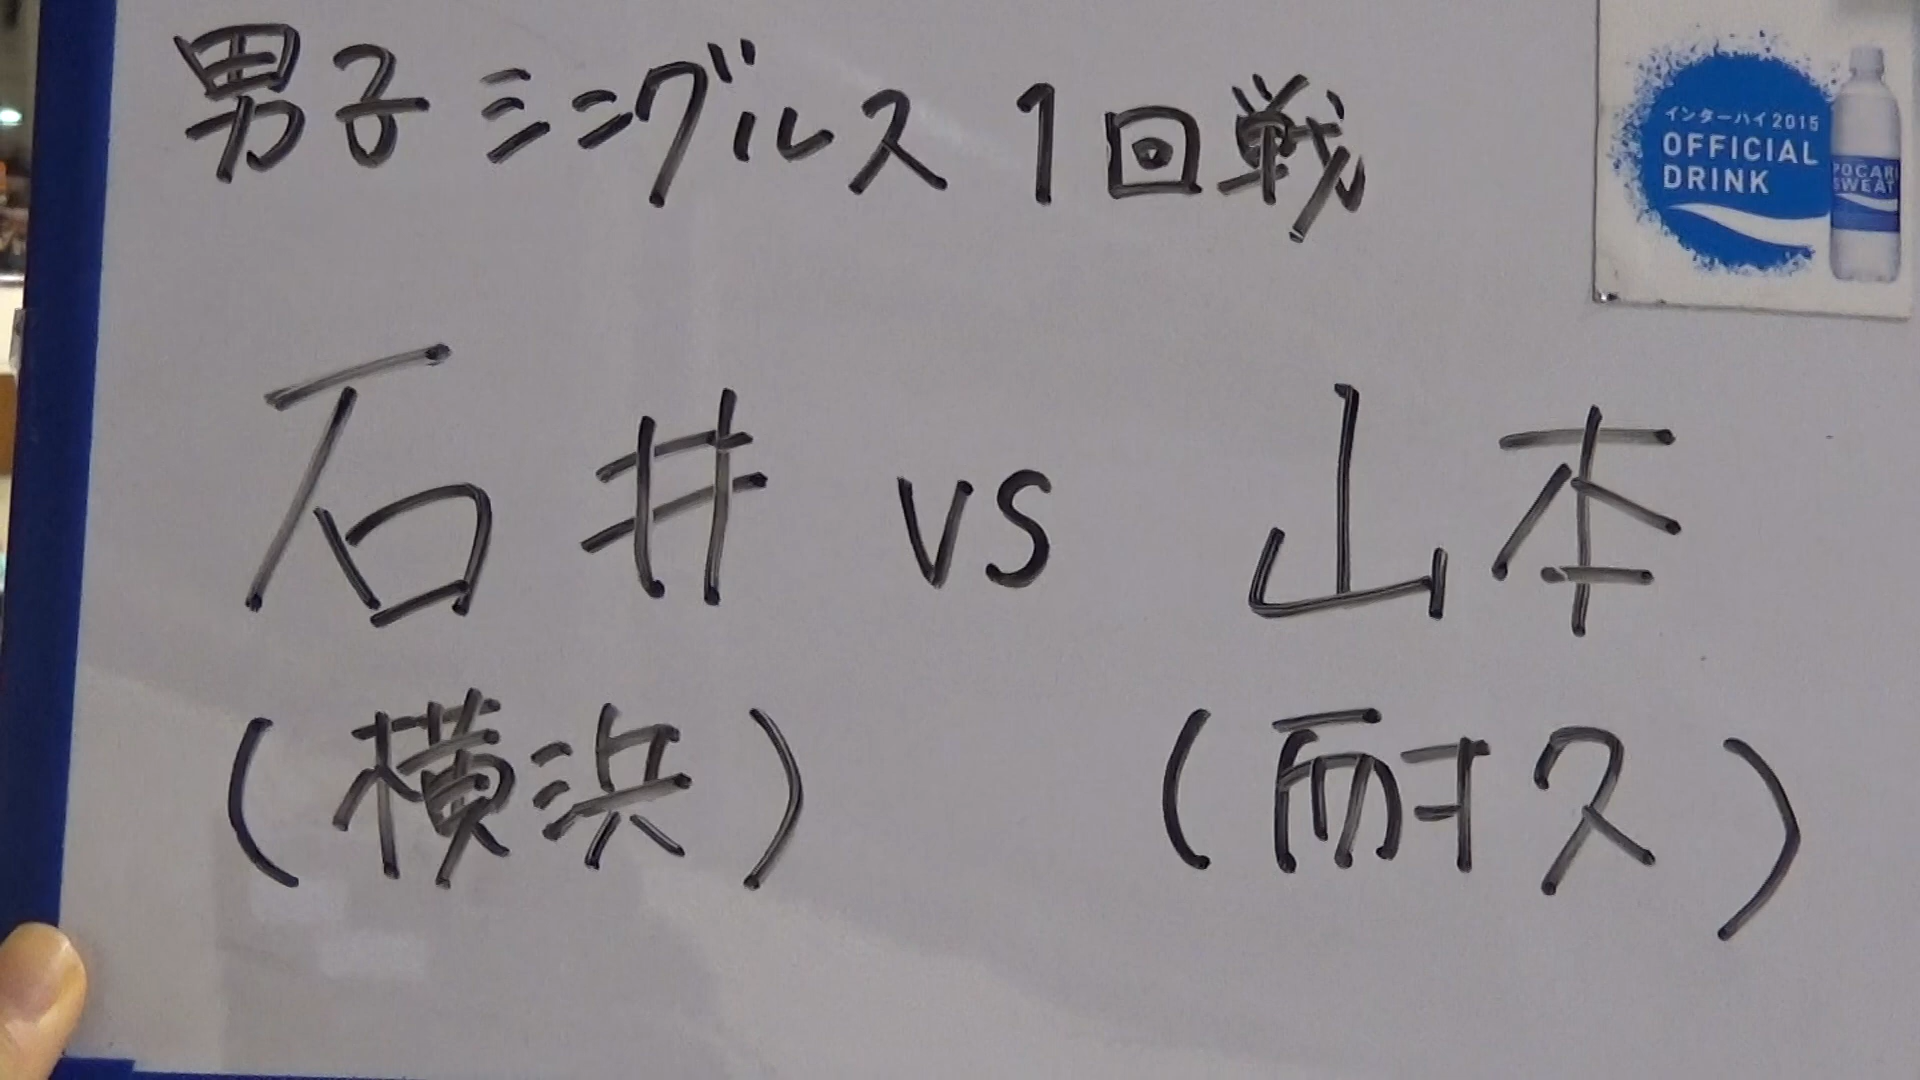 男子シングルス 1回戦
インターハイ2015
OFFICIAL
DRINK
POCARI
SWEAT
石井 vs 山本
(横浜) (耐久)